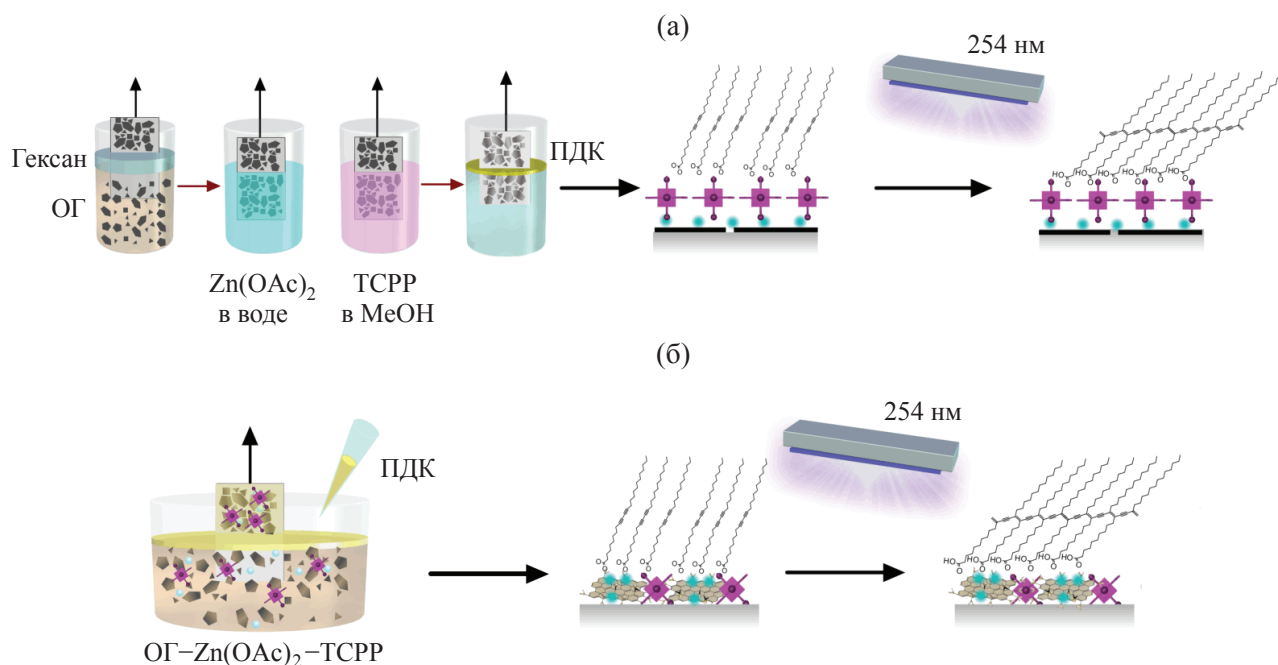 (а)
254 нм
Гексан
ОГ
ПДК
Zn(OAc)2
в воде
TCPP
в MeOH
(б)
254 нм
ПДК
ОГ−Zn(OAc)2−TCPP